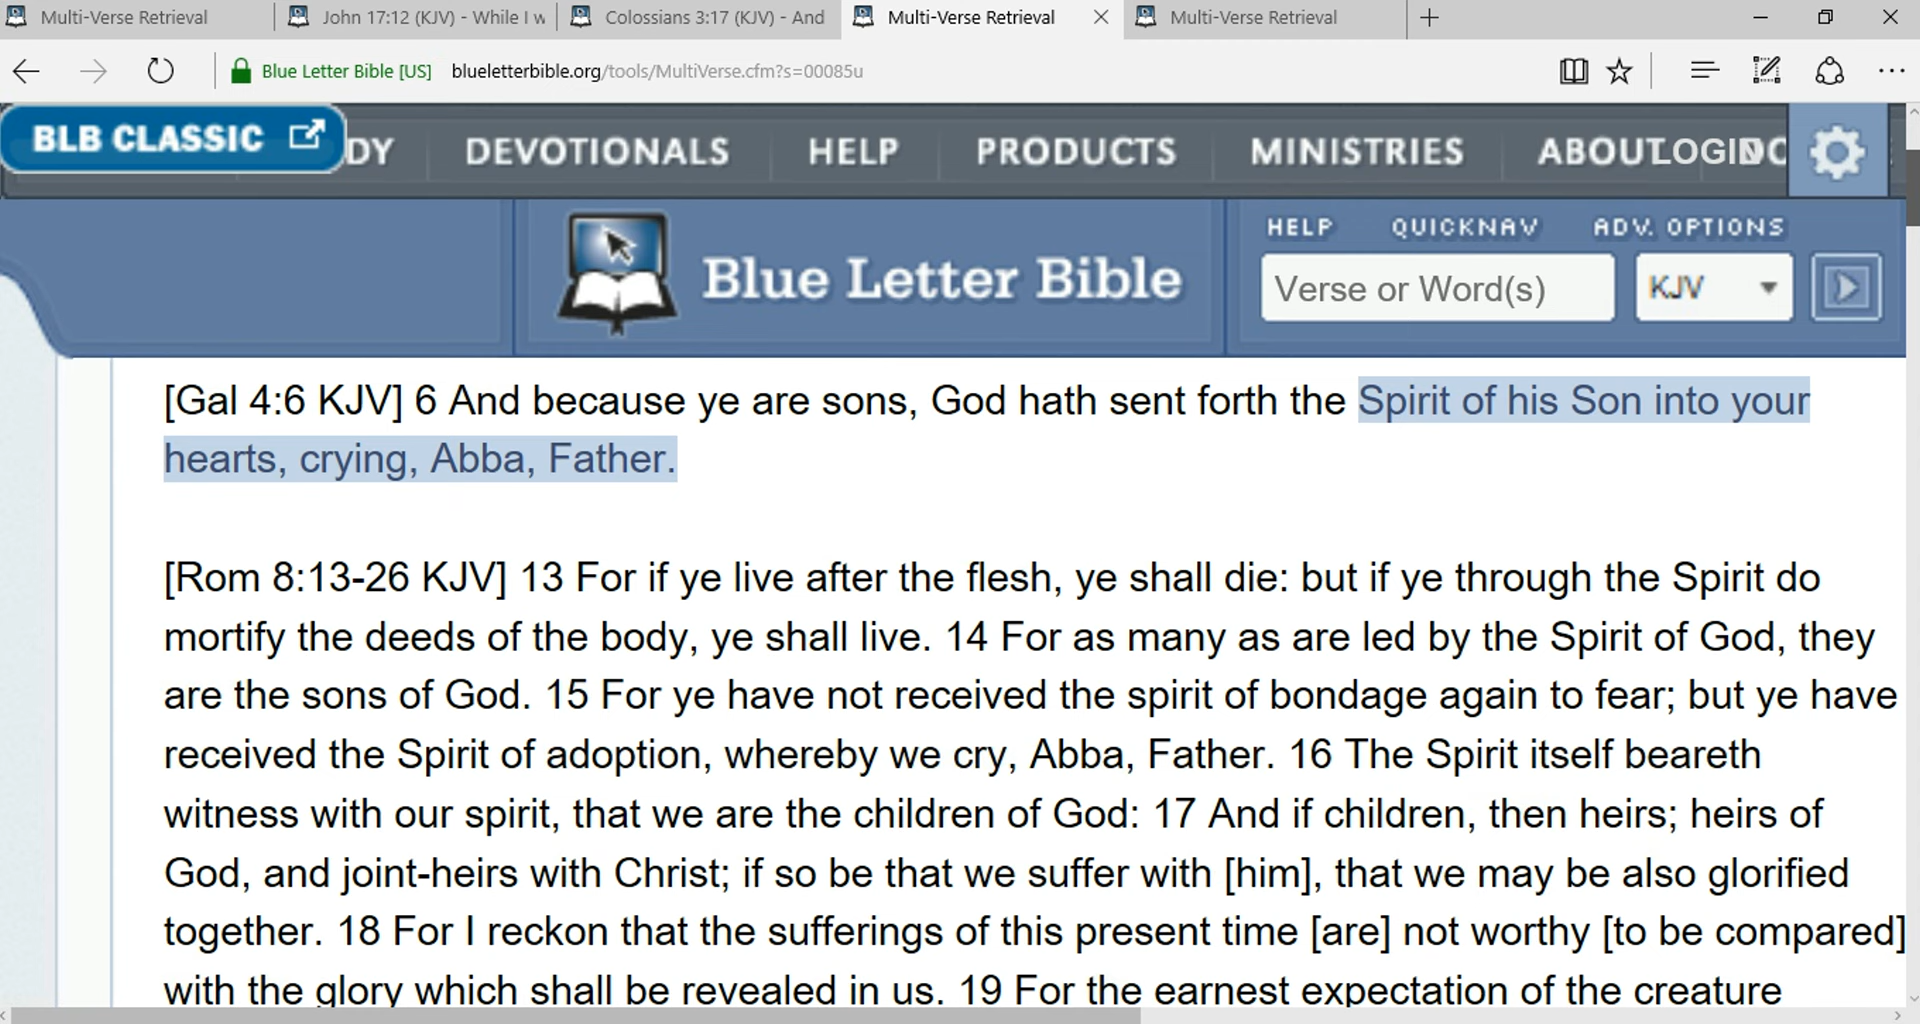 Multi-Verse Retrieval
John 17:12 (KJV) - While I w
Colossians 3:17 (KJV) - And
Multi-Verse Retrieval
Multi-Verse Retrieval
Blue Letter Bible [US] blueletterbible.org/tools/MultiVerse.cfm?s=00085u
BLB CLASSIC
DY DEVOTIONALS HELP PRODUCTS MINISTRIES ABOUT LOGIN
HELP QUICKNAV ADV. OPTIONS
Blue Letter Bible
Verse or Word(s) KJV
[Gal 4:6 KJV] 6 And because ye are sons, God hath sent forth the Spirit of his Son into your
hearts, crying, Abba, Father.
[Rom 8:13-26 KJV] 13 For if ye live after the flesh, ye shall die: but if ye through the Spirit do
mortify the deeds of the body, ye shall live. 14 For as many as are led by the Spirit of God, they
are the sons of God. 15 For ye have not received the spirit of bondage again to fear; but ye have
received the Spirit of adoption, whereby we cry, Abba, Father. 16 The Spirit itself beareth
witness with our spirit, that we are the children of God: 17 And if children, then heirs; heirs of
God, and joint-heirs with Christ; if so be that we suffer with [him], that we may be also glorified
together. 18 For I reckon that the sufferings of this present time [are] not worthy [to be compared]
with the glory which shall be revealed in us. 19 For the earnest expectation of the creature